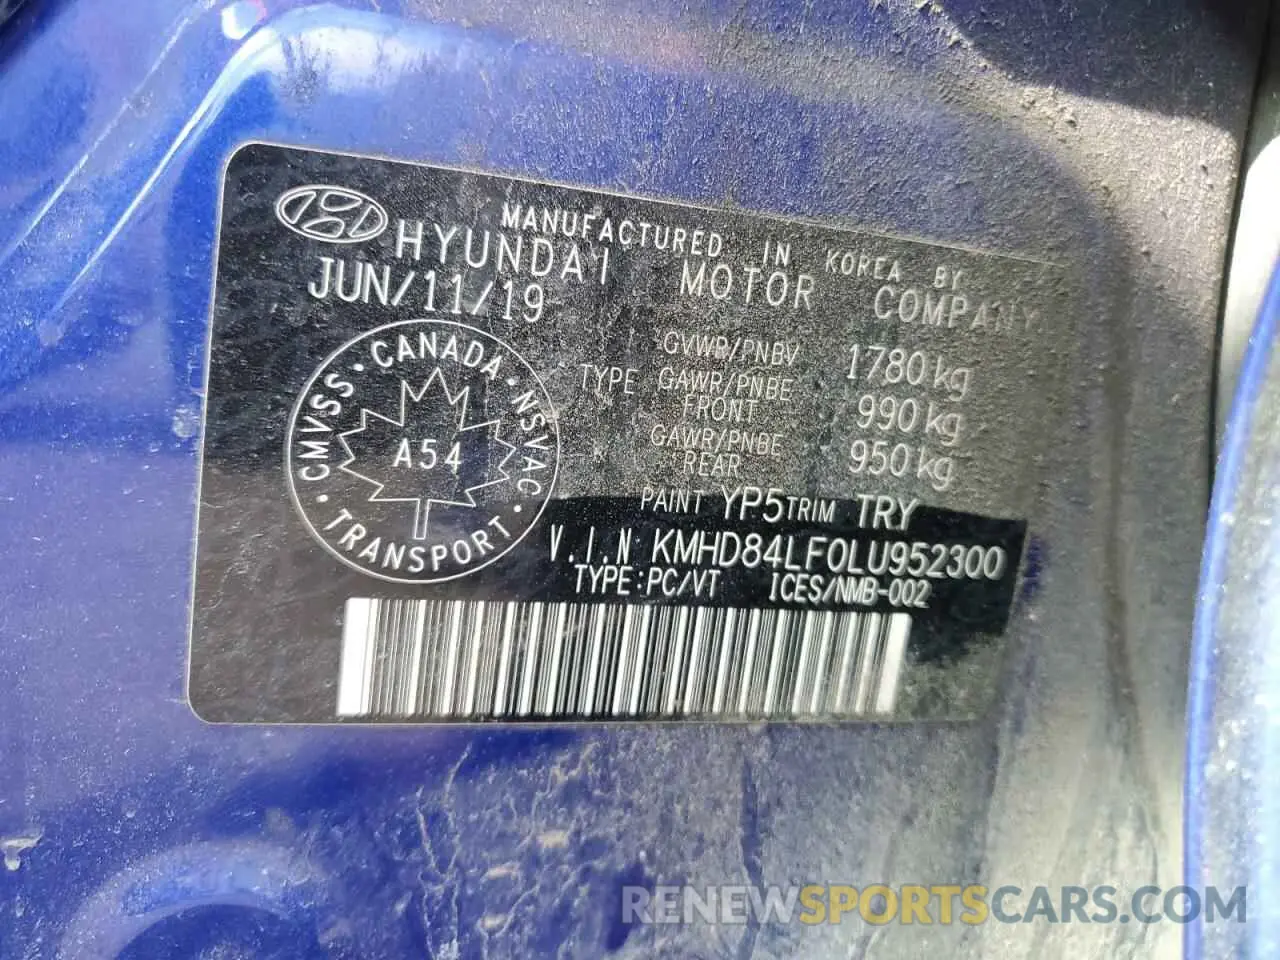 MANUFACTURED IN KOREA BY
HYUNDAI MOTOR COMPANY
JUN/11/19
GVWR/PNBV 1780 kg
TYPE GAWR/PNBE FRONT 990 kg
GAWR/PNBE REAR 950 kg
CANADA · NSVAC · TRANSPORT · CMVSS ·
A54
PAINT YP5 TRIM TRY
V.I.N KMHD84LF0LU952300
TYPE:PC/VT ICES/NMB-002
RENEWSPORTSCARS.COM